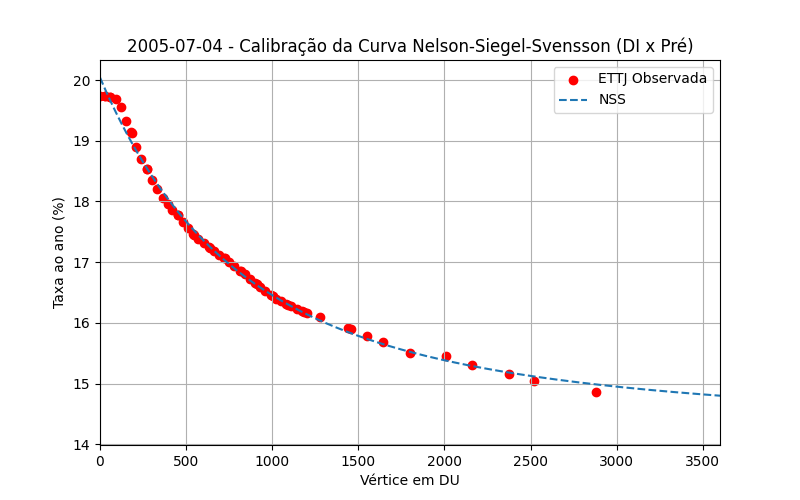 2005-07-04 - Calibração da Curva Nelson-Siegel-Svensson (DI x Pré)
ETTJ Observada
NSS
Taxa ao ano (%)
20
19
18
17
16
15
14
0 500 1000 1500 2000 2500 3000 3500
Vértice em DU